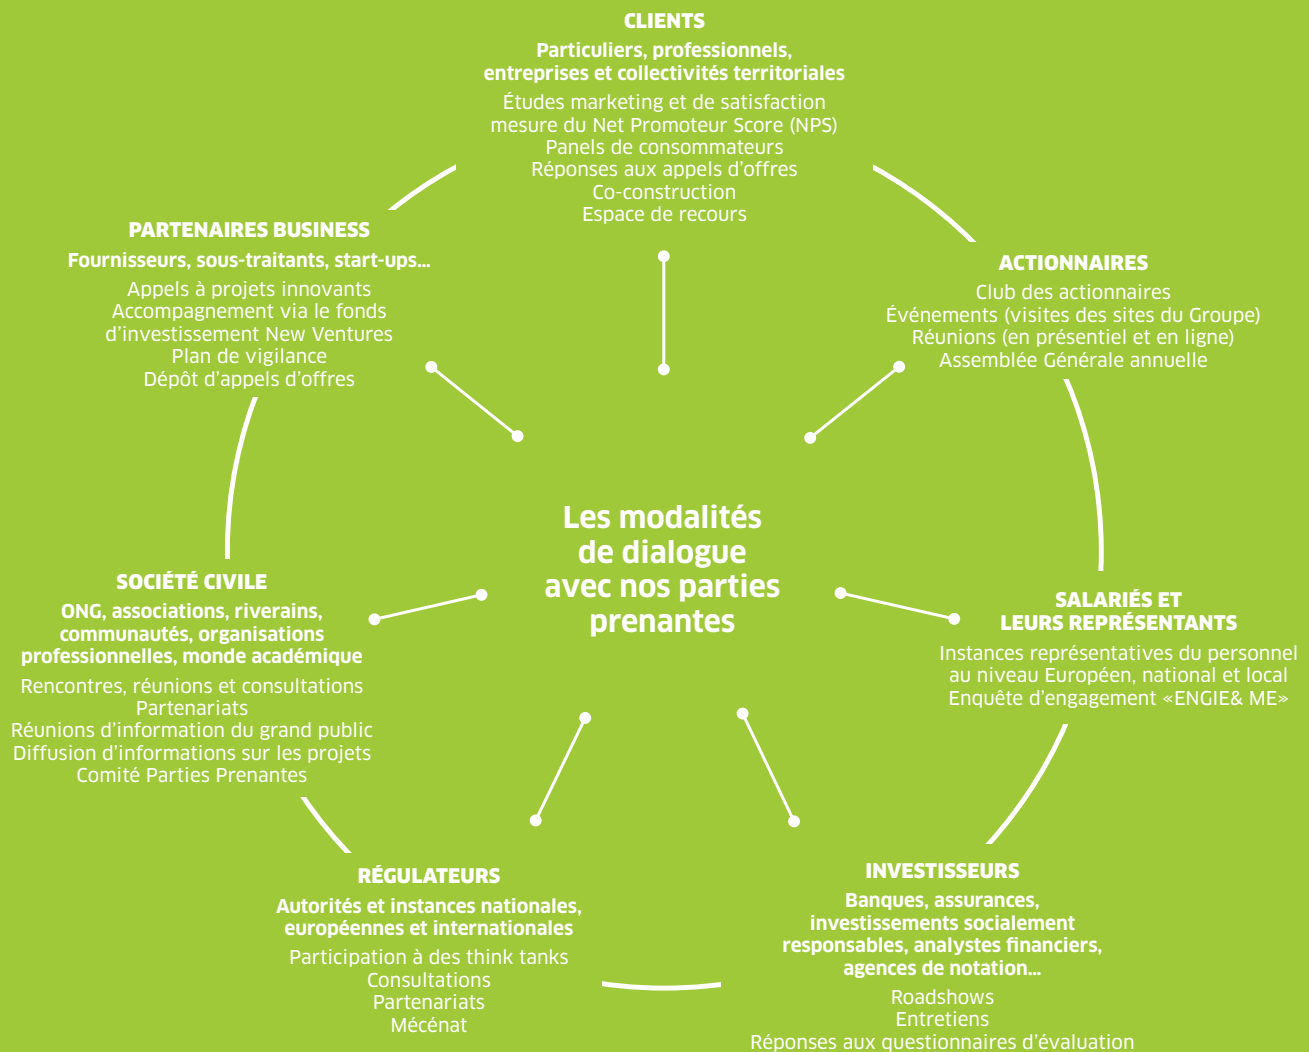 CLIENTS
Particuliers, professionnels,
entreprises et collectivités territoriales
Études marketing et de satisfaction
mesure du Net Promoteur Score (NPS)
Panels de consommateurs
Réponses aux appels d'offres
Co-construction
Espace de recours
PARTENAIRES BUSINESS
Fournisseurs, sous-traitants, start-ups...
Appels à projets innovants
Accompagnement via le fonds
d'investissement New Ventures
Plan de vigilance
Dépôt d'appels d'offres
ACTIONNAIRES
Club des actionnaires
Événements (visites des sites du Groupe)
Réunions (en présentiel et en ligne)
Assemblée Générale annuelle
Les modalités
de dialogue
avec nos parties
prenantes
SOCIÉTÉ CIVILE
ONG, associations, riverains,
communautés, organisations
professionnelles, monde académique
Rencontres, réunions et consultations
Partenariats
Réunions d'information du grand public
Diffusion d'informations sur les projets
Comité Parties Prenantes
SALARIÉS ET
LEURS REPRÉSENTANTS
Instances représentatives du personnel
au niveau Européen, national et local
Enquête d'engagement «ENGIE& ME»
RÉGULATEURS
Autorités et instances nationales,
européennes et internationales
Participation à des think tanks
Consultations
Partenariats
Mécénat
INVESTISSEURS
Banques, assurances,
investissements socialement
responsables, analystes financiers,
agences de notation...
Roadshows
Entretiens
Réponses aux questionnaires d'évaluation